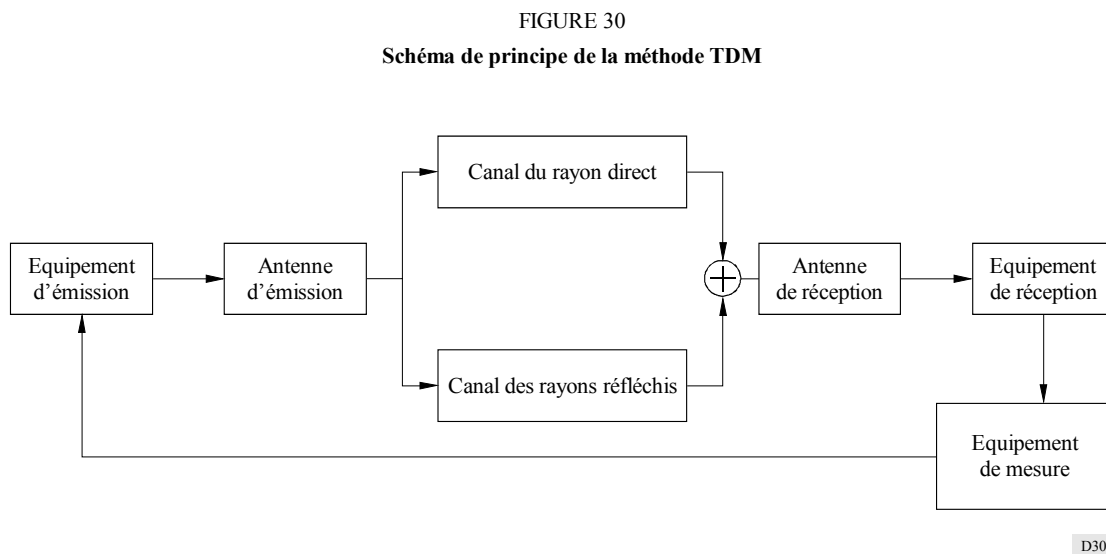 FIGURE 30
Schéma de principe de la méthode TDM
Canal du rayon direct
Equipement
d’émission
Antenne
d’émission
Antenne
de réception
Equipement
de réception
Canal des rayons réfléchis
Equipement
de mesure
D30